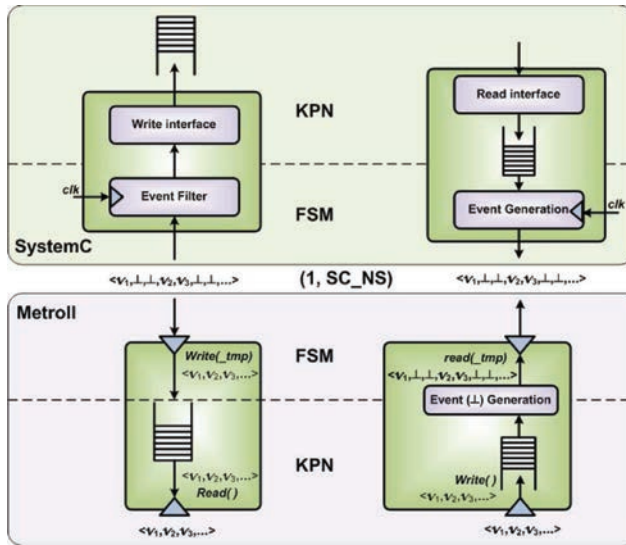 KPN
Write interface
Read interface
clk
Event Filter
FSM
Event Generation
clk
SystemC
<v1,⊥,⊥,v2,v3,⊥,⊥,...>
(1, SC_NS)
<v1,⊥,⊥,v2,v3,⊥,⊥,...>
MetroII
Write(_tmp)
<v1,v2,v3,...>
FSM
read(_tmp)
<v1,⊥,⊥,v2,v3,⊥,⊥,...>
Event (⊥) Generation
<v1,v2,v3,...>
Read( )
KPN
Write( )
<v1,v2,v3,...>
<v1,v2,v3,...>
<v1,v2,v3,...>